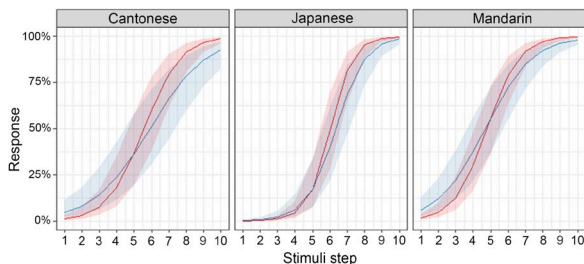 Cantonese
Japanese
Mandarin
Response
100%
75%
50%
25%
0%
1 2 3 4 5 6 7 8 9 10
1 2 3 4 5 6 7 8 9 10
1 2 3 4 5 6 7 8 9 10
Stimuli step